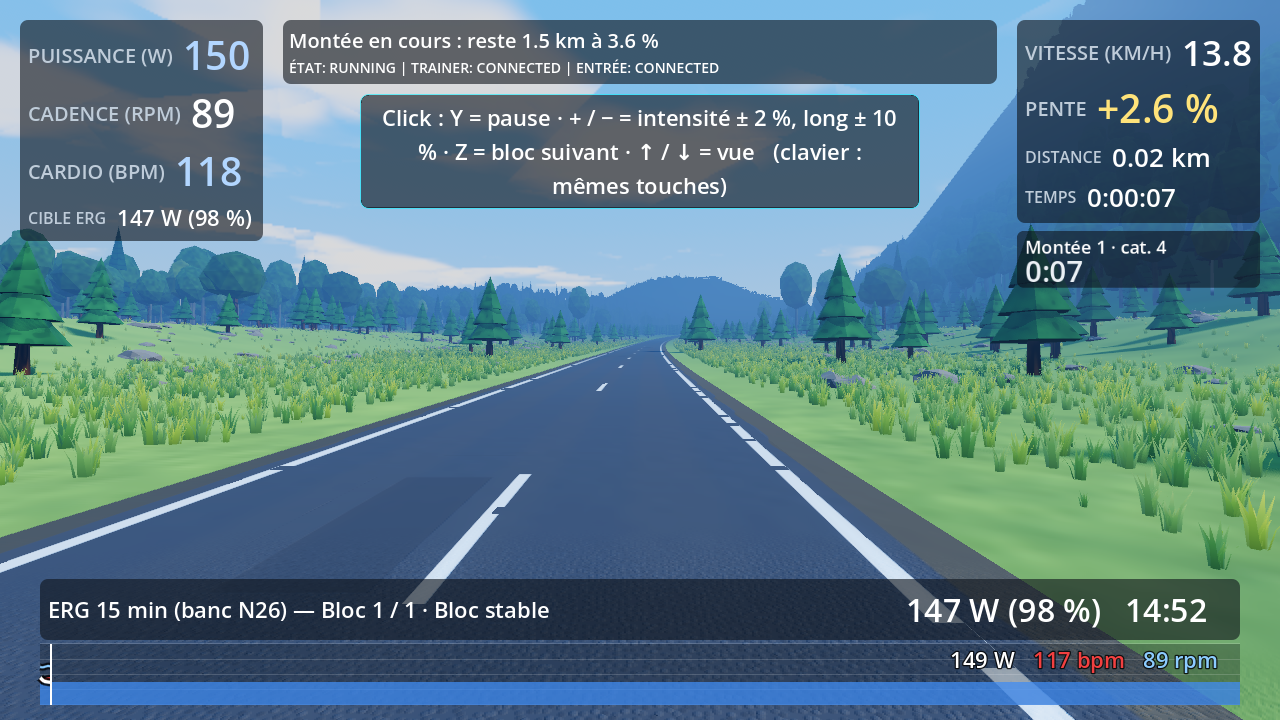 PUISSANCE (W) 150
CADENCE (RPM) 89
CARDIO (BPM) 118
CIBLE ERG 147 W (98 %)
Montée en cours : reste 1.5 km à 3.6 %
ÉTAT: RUNNING | TRAINER: CONNECTED | ENTRÉE: CONNECTED
Click : Y = pause · + / − = intensité ± 2 %, long ± 10
% · Z = bloc suivant · ↑ / ↓ = vue (clavier :
mêmes touches)
VITESSE (KM/H) 13.8
PENTE +2.6 %
DISTANCE 0.02 km
TEMPS 0:00:07
Montée 1 · cat. 4
0:07
ERG 15 min (banc N26) — Bloc 1 / 1 · Bloc stable 147 W (98 %) 14:52
149 W 117 bpm 89 rpm